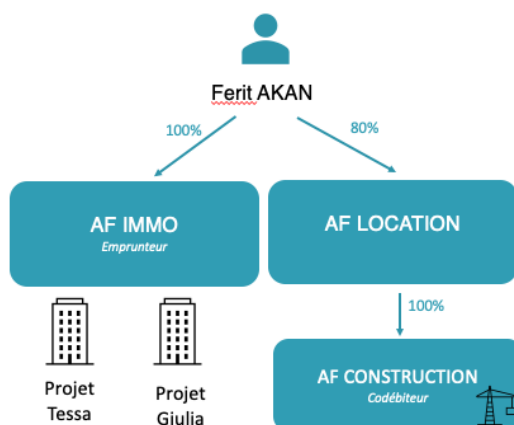 Ferit AKAN
100%
80%
AF IMMO
Emprunteur
AF LOCATION
100%
Projet
Tessa
Projet
Giulia
AF CONSTRUCTION
Codébiteur